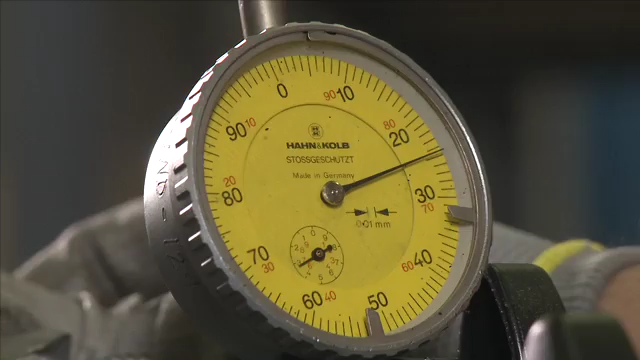 0
90 10
10 90
80 20
HAHN&KOLB
STOSSGESCHÜTZT
Made in Germany
20 80
30 70
0,01 mm
70 30
60 40
50
40 60